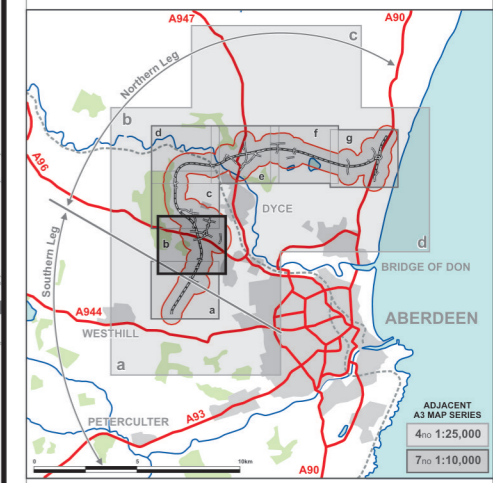 A947
A90
c
Northern Leg
b
d
f
g
A96
e
c
DYCE
Southern Leg
b
d
BRIDGE OF DON
a
A944
ABERDEEN
WESTHILL
a
ADJACENT
A3 MAP SERIES
4no 1:25,000
7no 1:10,000
PETERCULTER
A93
0 5 10km
A90